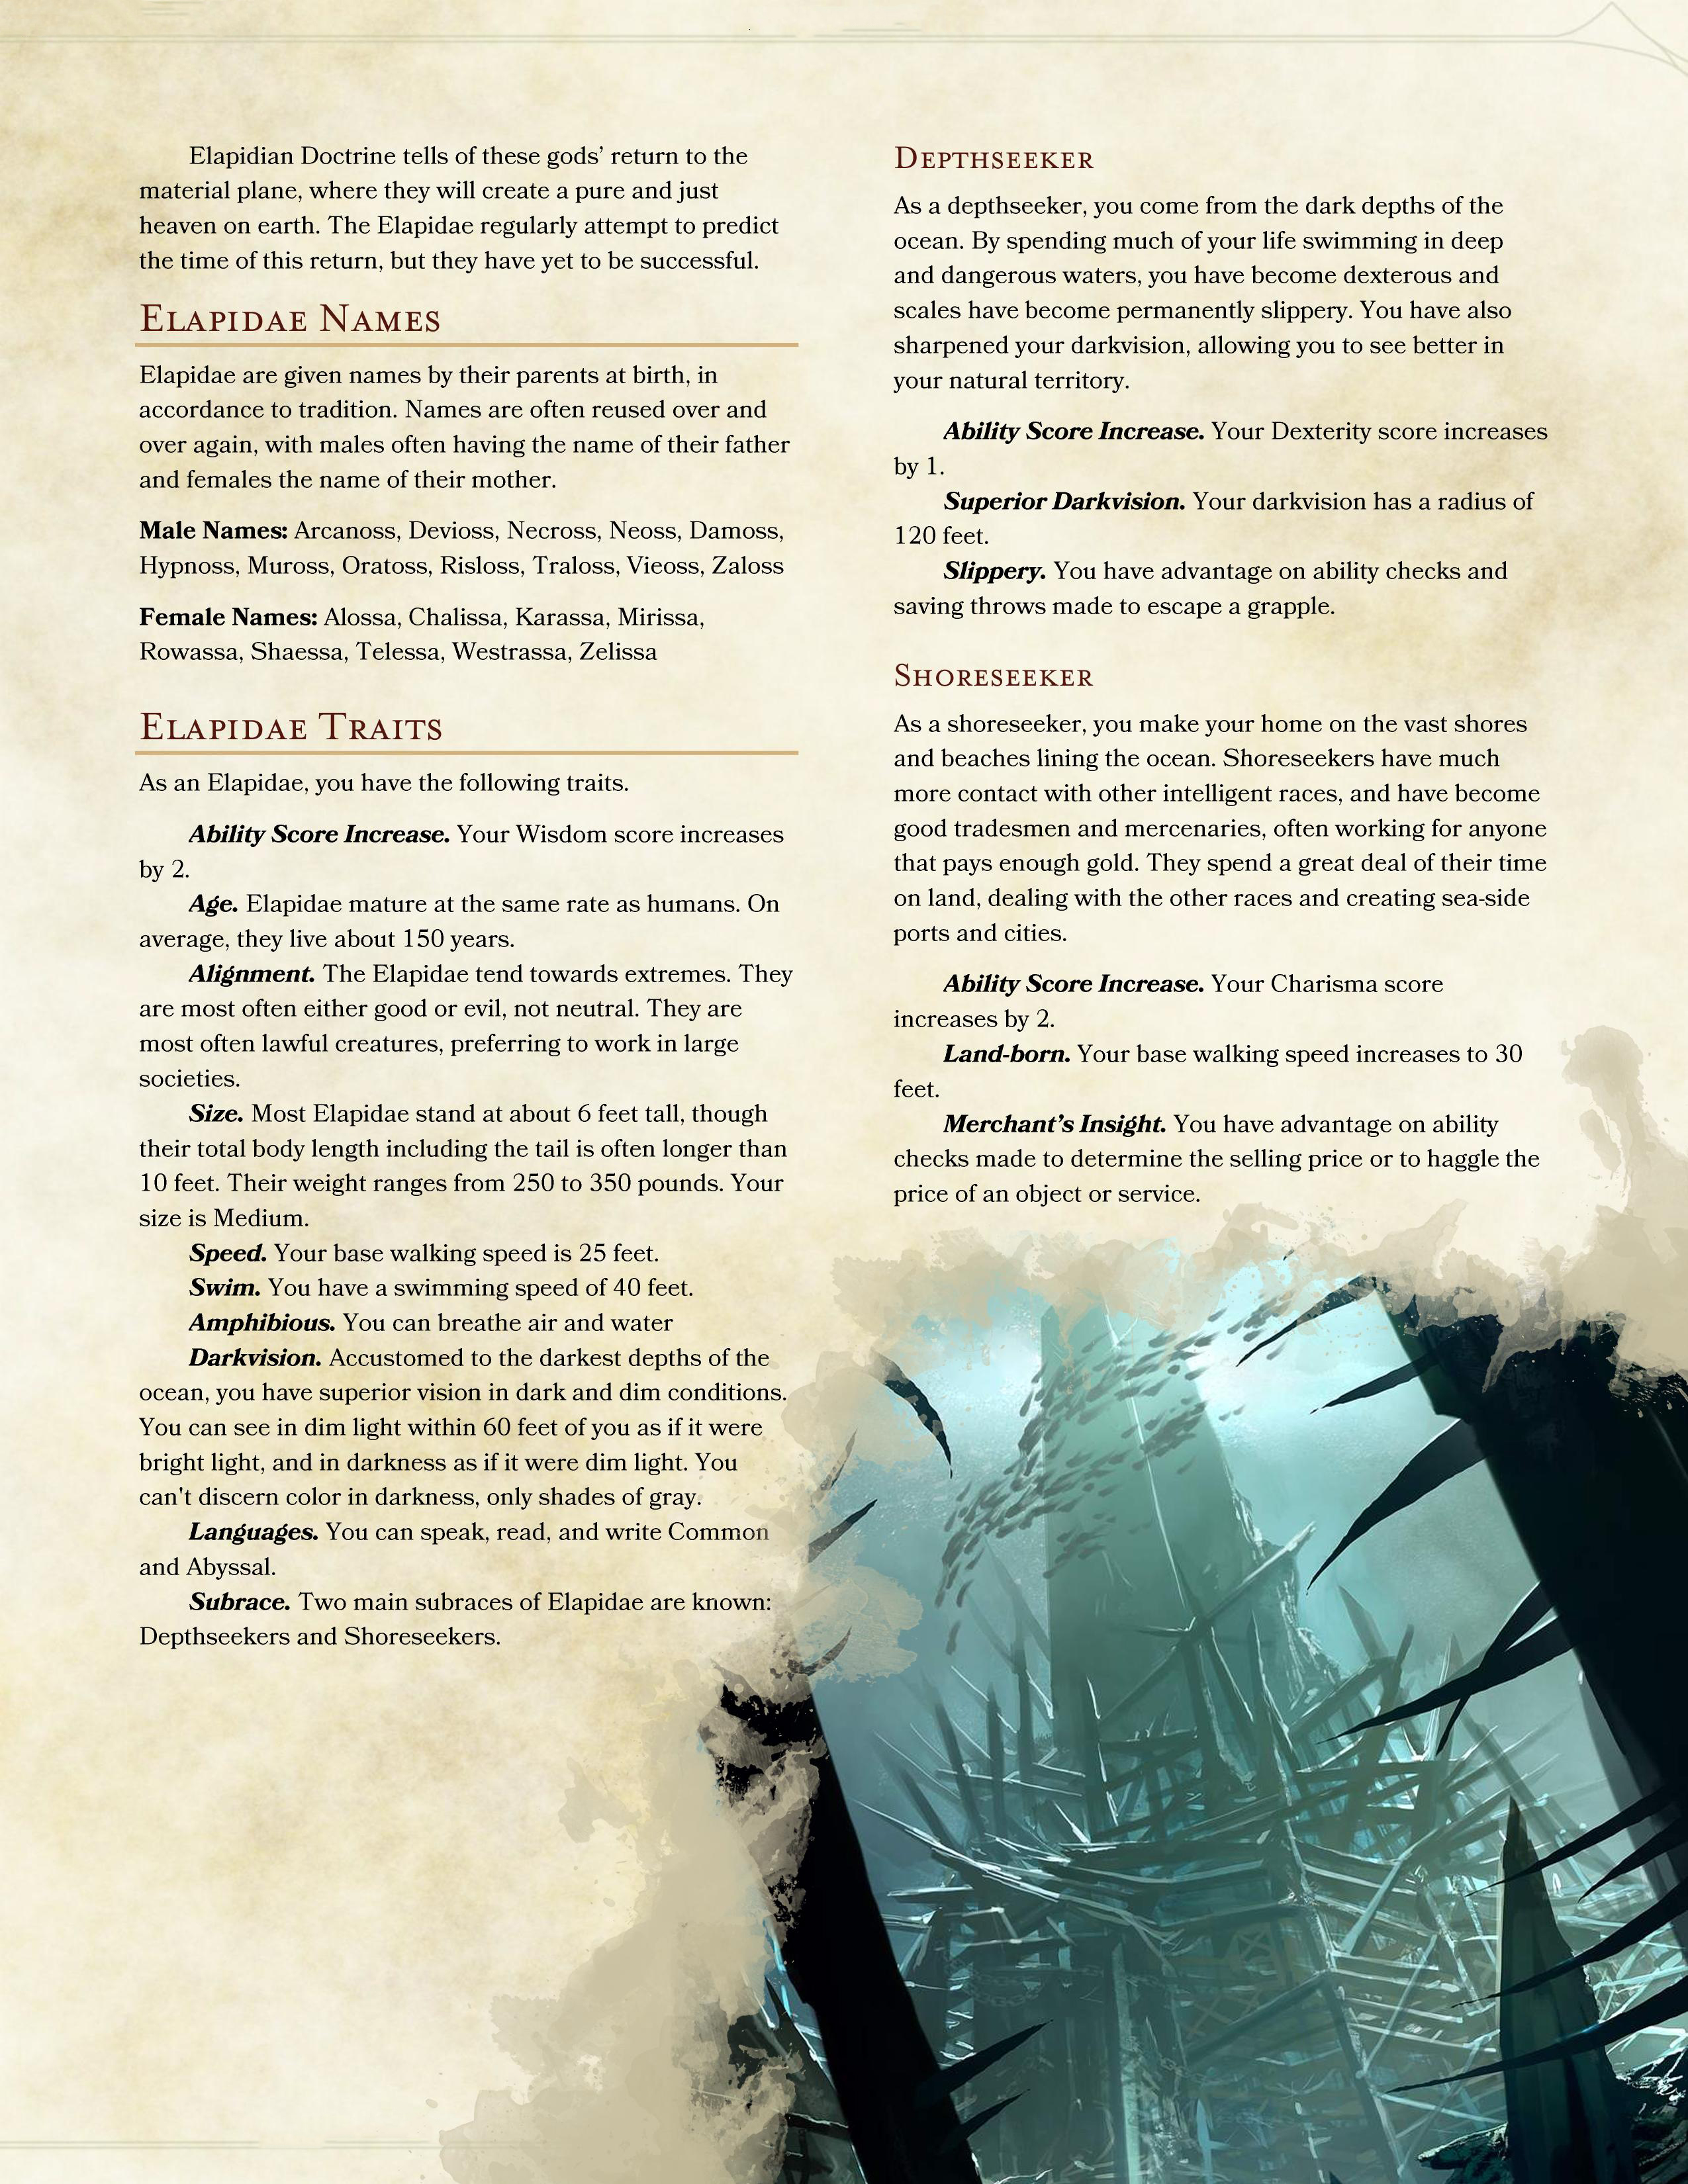 Elapidian Doctrine tells of these gods’ return to the
material plane, where they will create a pure and just
heaven on earth. The Elapidae regularly attempt to predict
the time of this return, but they have yet to be successful.
Elapidae Names
Elapidae are given names by their parents at birth, in
accordance to tradition. Names are often reused over and
over again, with males often having the name of their father
and females the name of their mother.
Male Names: Arcanoss, Devioss, Necross, Neoss, Damoss,
Hypnoss, Muross, Oratoss, Risloss, Traloss, Vieoss, Zaloss
Female Names: Alossa, Chalissa, Karassa, Mirissa,
Rowassa, Shaessa, Telessa, Westrassa, Zelissa
Elapidae Traits
As an Elapidae, you have the following traits.
Ability Score Increase. Your Wisdom score increases
by 2.
Age. Elapidae mature at the same rate as humans. On
average, they live about 150 years.
Alignment. The Elapidae tend towards extremes. They
are most often either good or evil, not neutral. They are
most often lawful creatures, preferring to work in large
societies.
Size. Most Elapidae stand at about 6 feet tall, though
their total body length including the tail is often longer than
10 feet. Their weight ranges from 250 to 350 pounds. Your
size is Medium.
Speed. Your base walking speed is 25 feet.
Swim. You have a swimming speed of 40 feet.
Amphibious. You can breathe air and water
Darkvision. Accustomed to the darkest depths of the
ocean, you have superior vision in dark and dim conditions.
You can see in dim light within 60 feet of you as if it were
bright light, and in darkness as if it were dim light. You
can't discern color in darkness, only shades of gray.
Languages. You can speak, read, and write Common
and Abyssal.
Subrace. Two main subraces of Elapidae are known:
Depthseekers and Shoreseekers.
Depthseeker
As a depthseeker, you come from the dark depths of the
ocean. By spending much of your life swimming in deep
and dangerous waters, you have become dexterous and
scales have become permanently slippery. You have also
sharpened your darkvision, allowing you to see better in
your natural territory.
Ability Score Increase. Your Dexterity score increases
by 1.
Superior Darkvision. Your darkvision has a radius of
120 feet.
Slippery. You have advantage on ability checks and
saving throws made to escape a grapple.
Shoreseeker
As a shoreseeker, you make your home on the vast shores
and beaches lining the ocean. Shoreseekers have much
more contact with other intelligent races, and have become
good tradesmen and mercenaries, often working for anyone
that pays enough gold. They spend a great deal of their time
on land, dealing with the other races and creating sea-side
ports and cities.
Ability Score Increase. Your Charisma score
increases by 2.
Land-born. Your base walking speed increases to 30
feet.
Merchant’s Insight. You have advantage on ability
checks made to determine the selling price or to haggle the
price of an object or service.